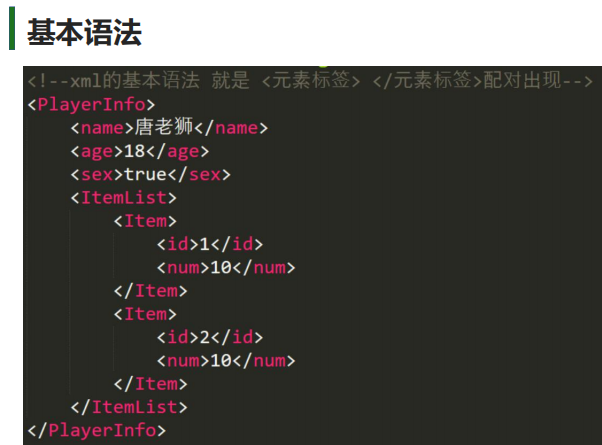 基本语法
<!--xml的基本语法 就是 <元素标签> </元素标签>配对出现-->
<PlayerInfo>
    <name>唐老狮</name>
    <age>18</age>
    <sex>true</sex>
    <ItemList>
        <Item>
            <id>1</id>
            <num>10</num>
        </Item>
        <Item>
            <id>2</id>
            <num>10</num>
        </Item>
    </ItemList>
</PlayerInfo>